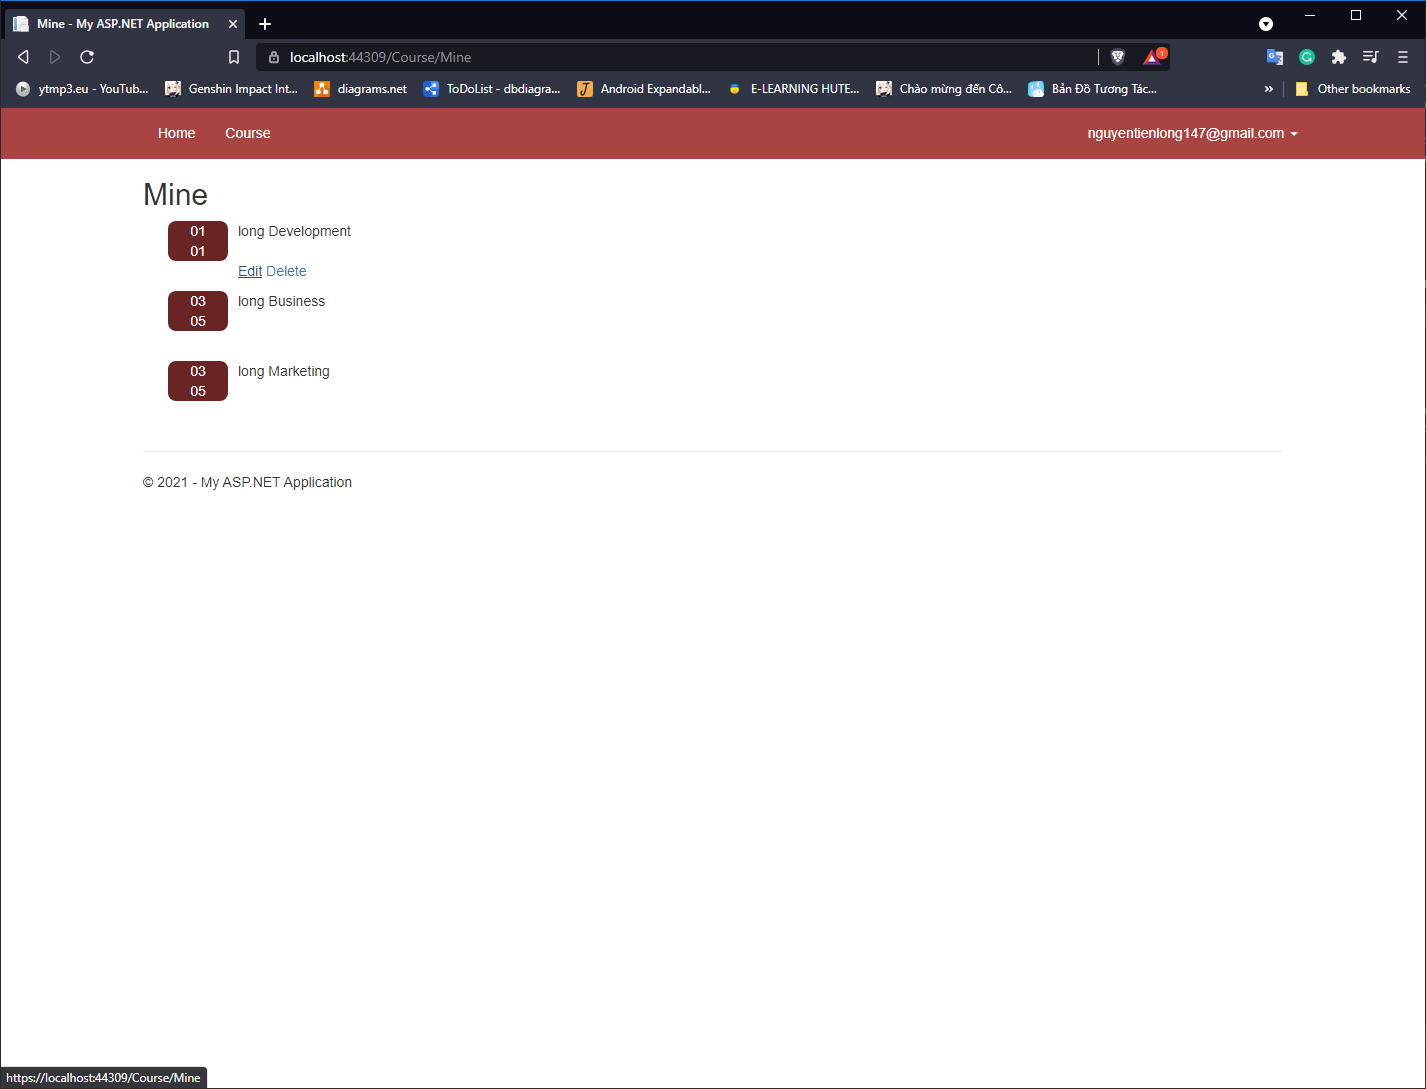 Mine - My ASP.NET Application
localhost:44309/Course/Mine
1
ytmp3.eu - YouTub... Genshin Impact Int... diagrams.net ToDoList - dbdiagra... Android Expandabl... E-LEARNING HUTE... Chào mừng đến Cô... Bản Đồ Tương Tác... » Other bookmarks
Home Course nguyentienlong147@gmail.com
Mine
01 long Development
01
Edit Delete
03 long Business
05
03 long Marketing
05
© 2021 - My ASP.NET Application
https://localhost:44309/Course/Mine